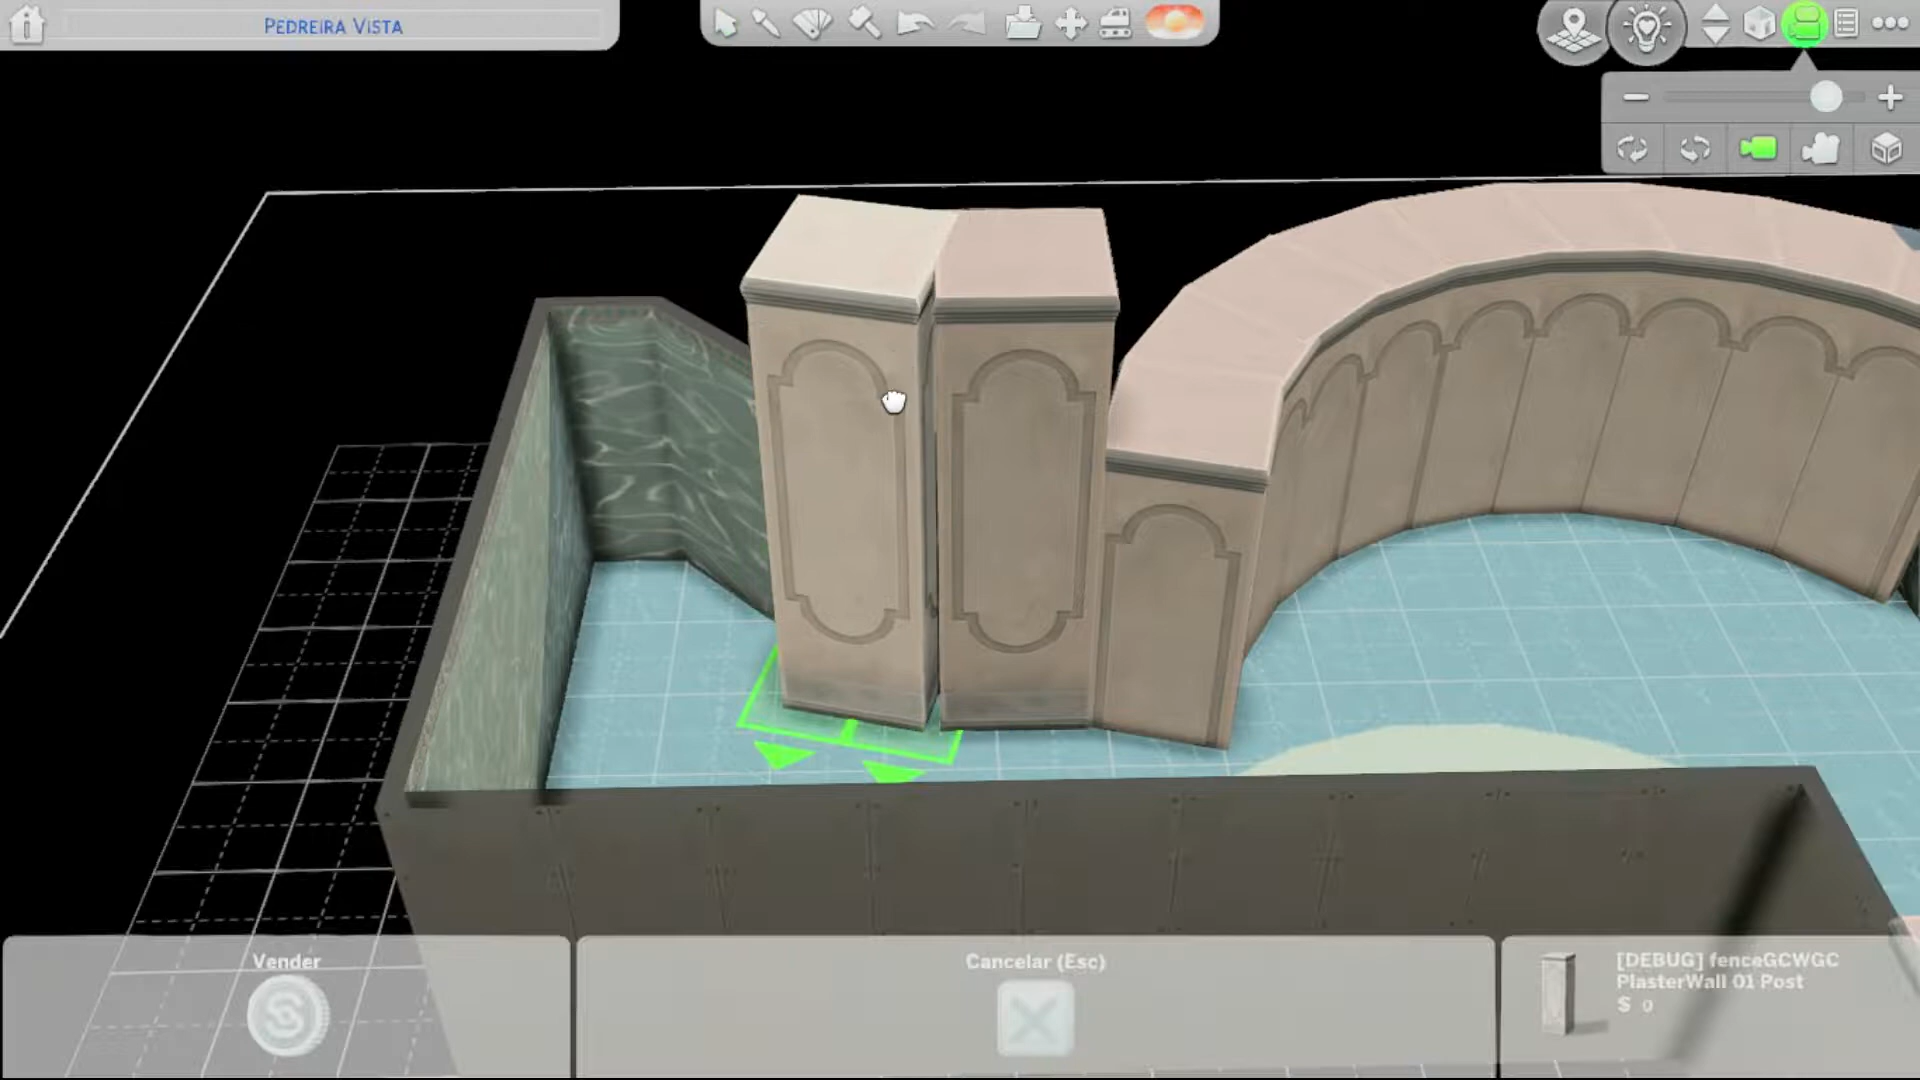 PEDREIRA VISTA
Vender
Cancelar (Esc)
[DEBUG] fenceGCWGC
PlasterWall 01 Post
$ 0